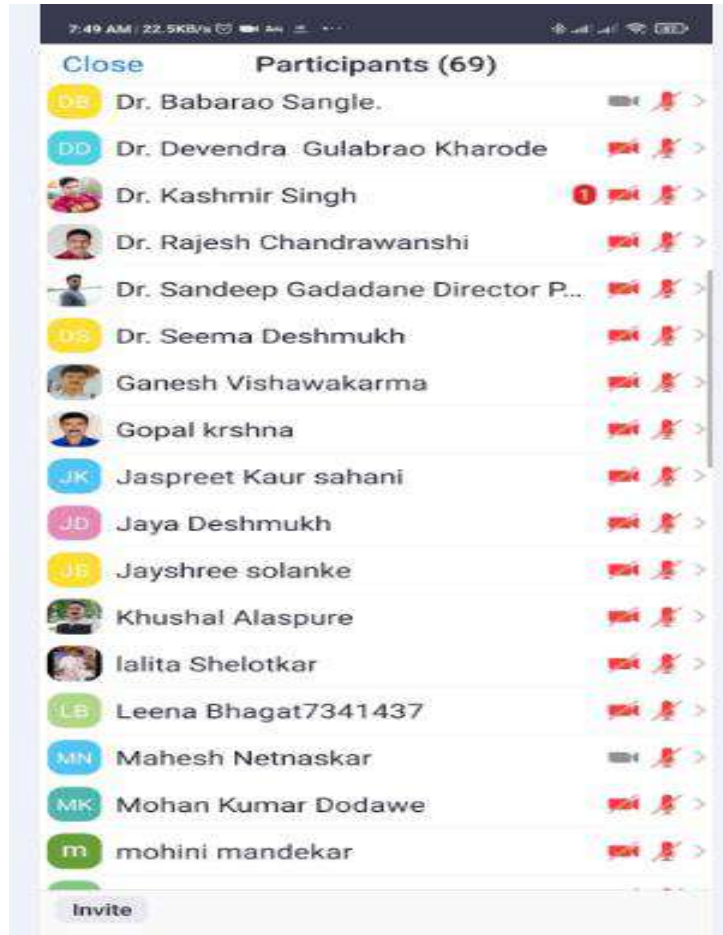 7:49 AM | 22.5KB/s
Close Participants (69)
DB Dr. Babarao Sangle.
DD Dr. Devendra Gulabrao Kharode
Dr. Kashmir Singh 1
Dr. Rajesh Chandrawanshi
Dr. Sandeep Gadadane Director P...
DS Dr. Seema Deshmukh
Ganesh Vishawakarma
Gopal krshna
JK Jaspreet Kaur sahani
JD Jaya Deshmukh
JS Jayshree solanke
Khushal Alaspure
lalita Shelotkar
LB Leena Bhagat7341437
MN Mahesh Netnaskar
MK Mohan Kumar Dodawe
m mohini mandekar
Invite